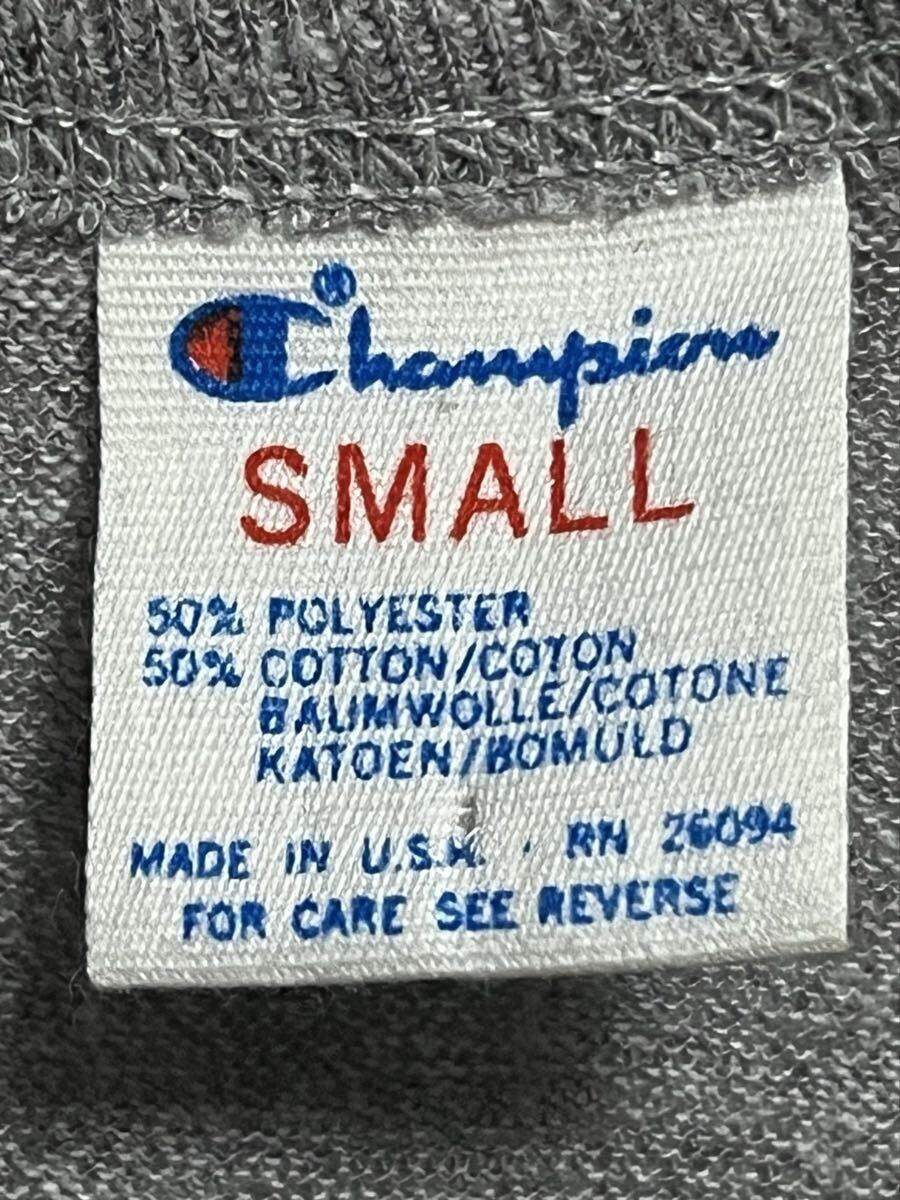 Champion®
SMALL
50% POLYESTER
50% COTTON/COTON
BAUMWOLLE/COTONE
KATOEN/BOMULD
MADE IN U.S.A. · RN 26094
FOR CARE SEE REVERSE